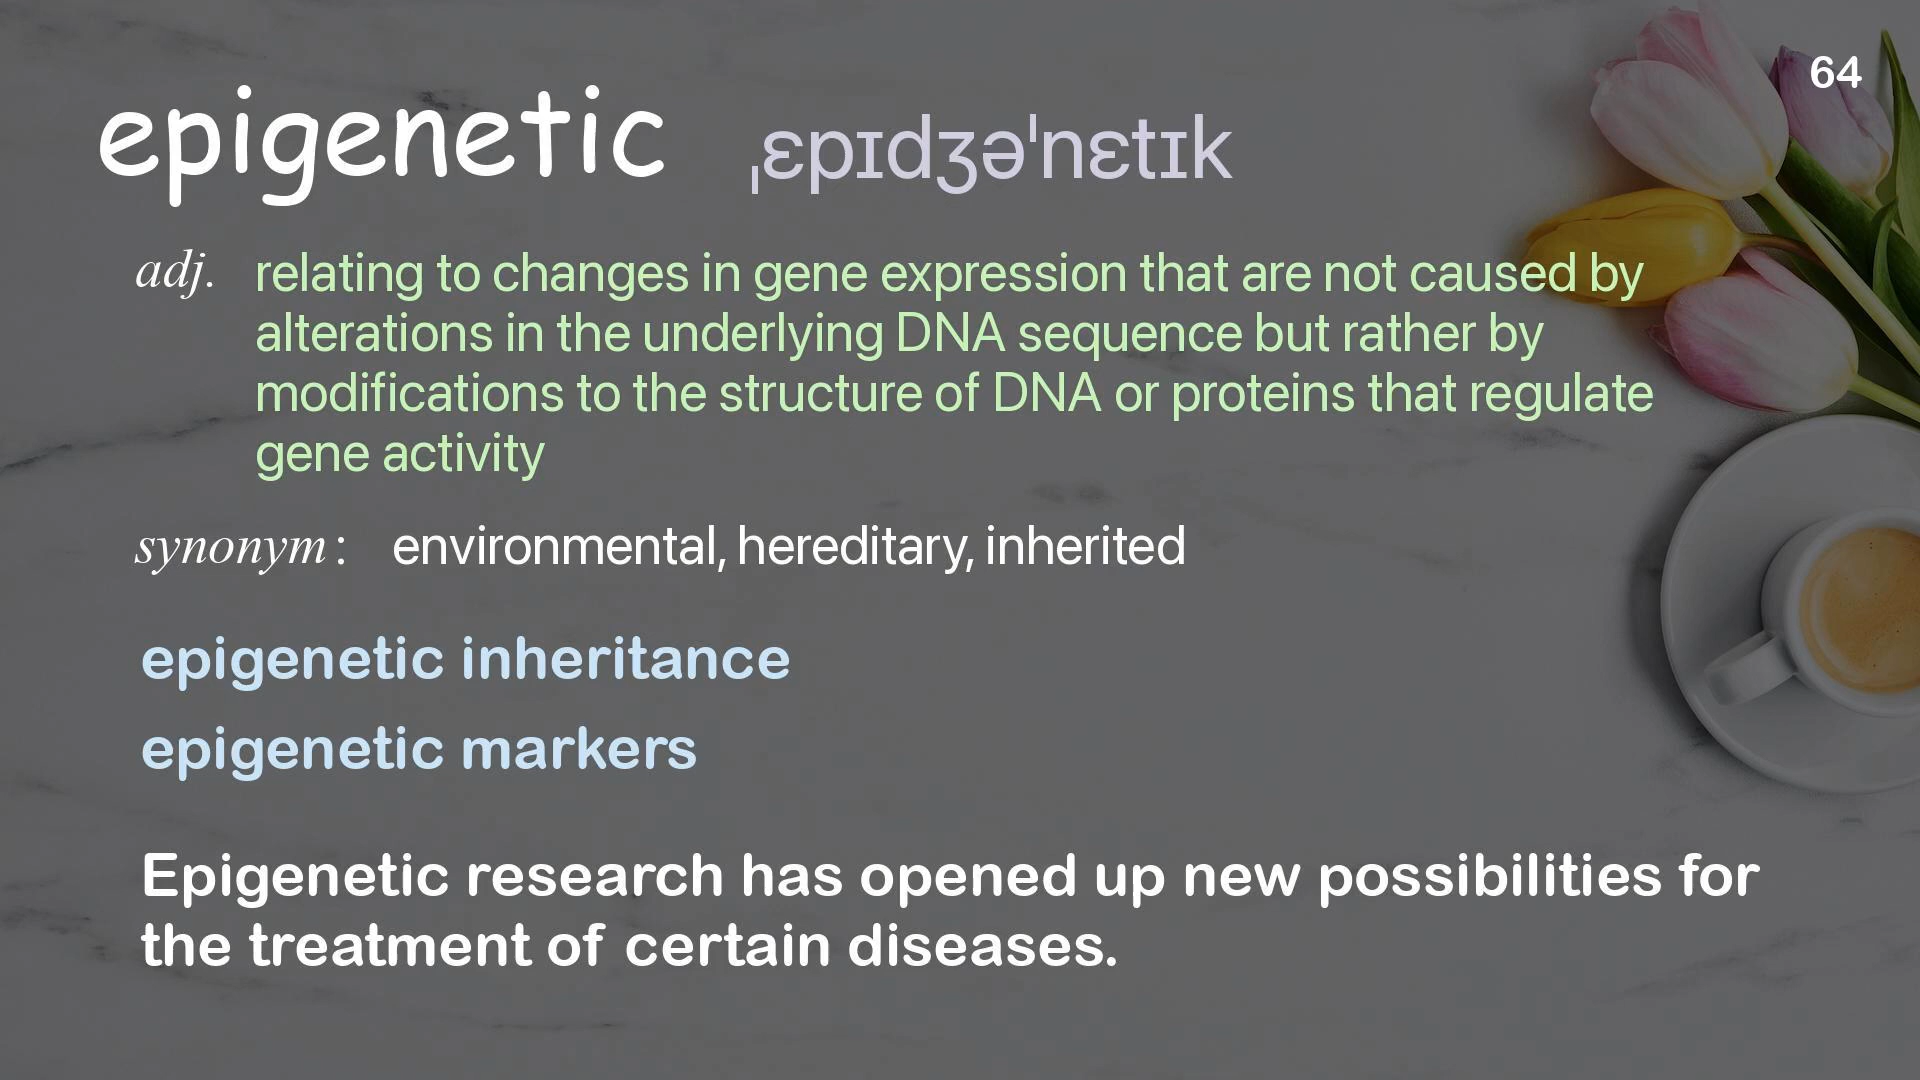 64
epigenetic ˌɛpɪdʒəˈnɛtɪk
adj. relating to changes in gene expression that are not caused by
alterations in the underlying DNA sequence but rather by
modifications to the structure of DNA or proteins that regulate
gene activity
synonym: environmental, hereditary, inherited
epigenetic inheritance
epigenetic markers
Epigenetic research has opened up new possibilities for
the treatment of certain diseases.